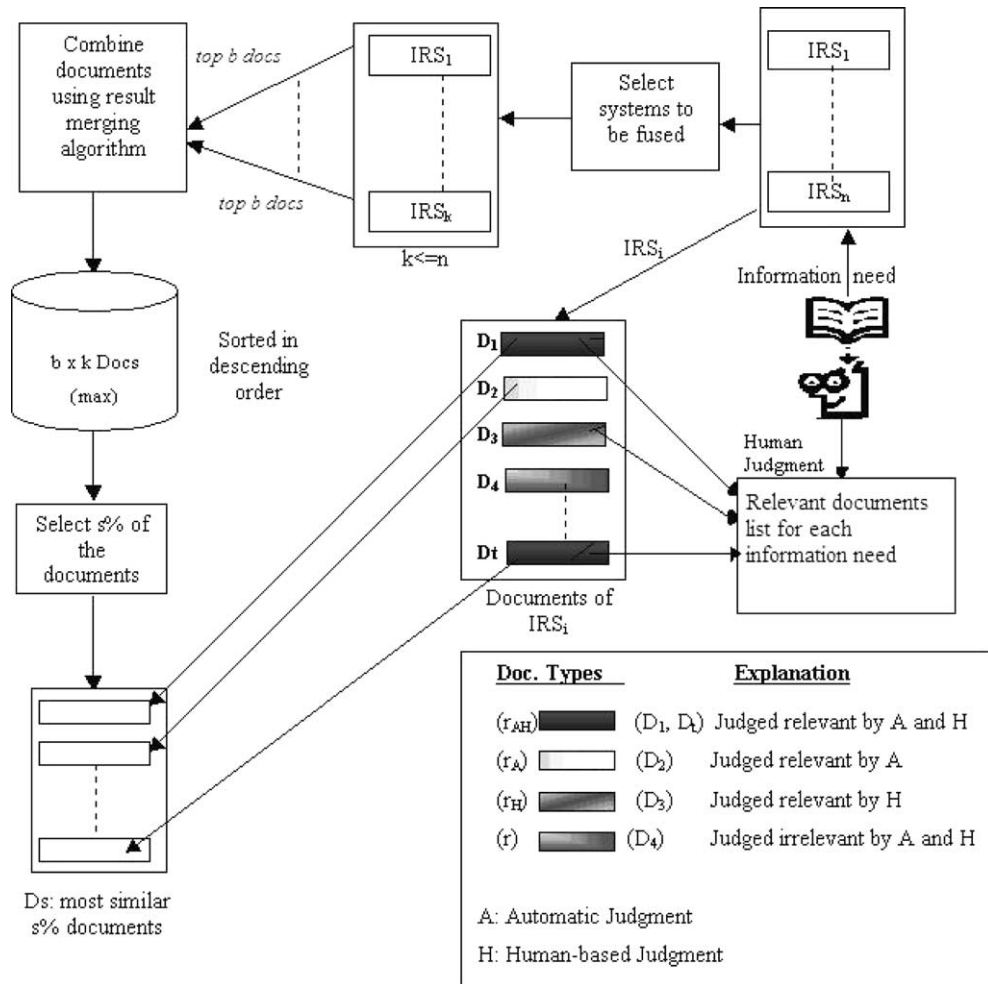 Combine
documents
using result
merging
algorithm
top b docs
top b docs
IRS1
IRSk
k<=n
Select
systems to
be fused
IRS1
IRSn
IRSi
Information need
b x k Docs
(max)
Sorted in
descending
order
D1
D2
D3
D4
Dt
Documents of
IRSi
Human
Judgment
Relevant documents
list for each
information need
Select s% of
the
documents
Ds: most similar
s% documents
Doc. Types Explanation
(rAH) (D1, Dt) Judged relevant by A and H
(rA) (D2) Judged relevant by A
(rH) (D3) Judged relevant by H
(r) (D4) Judged irrelevant by A and H
A: Automatic Judgment
H: Human-based Judgment